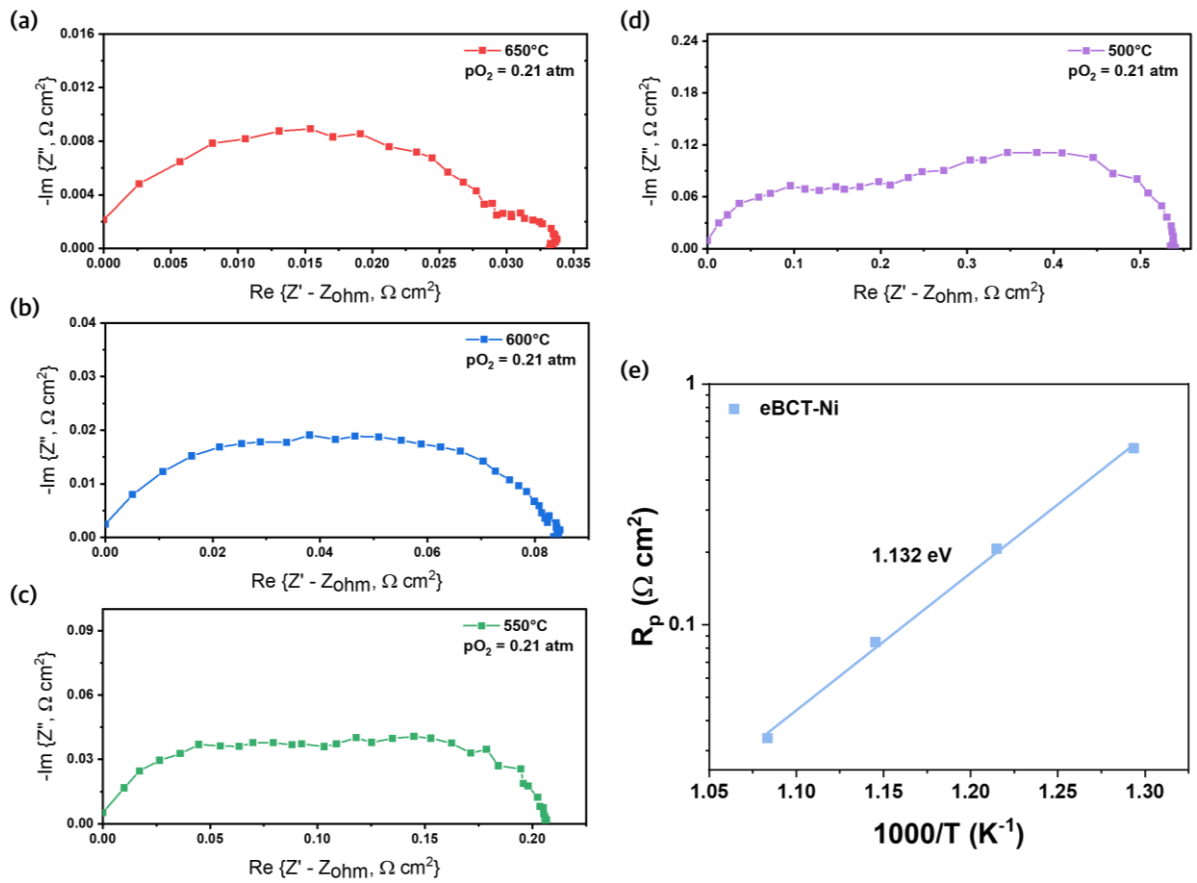 (a)
0.016
0.012
0.008
0.004
0.000
-Im {Z", Ω cm²}
650°C
pO₂ = 0.21 atm
0.000 0.005 0.010 0.015 0.020 0.025 0.030 0.035
Re {Z' - Zohm, Ω cm²}
(b)
0.04
0.03
0.02
0.01
0.00
-Im {Z", Ω cm²}
600°C
pO₂ = 0.21 atm
0.00 0.02 0.04 0.06 0.08
Re {Z' - Zohm, Ω cm²}
(c)
0.09
0.06
0.03
0.00
-Im {Z", Ω cm²}
550°C
pO₂ = 0.21 atm
0.00 0.05 0.10 0.15 0.20
Re {Z' - Zohm, Ω cm²}
(d)
0.24
0.18
0.12
0.06
0.00
-Im {Z", Ω cm²}
500°C
pO₂ = 0.21 atm
0.0 0.1 0.2 0.3 0.4 0.5
Re {Z' - Zohm, Ω cm²}
(e)
1
0.1
Rp (Ω cm²)
eBCT-Ni
1.132 eV
1.05 1.10 1.15 1.20 1.25 1.30
1000/T (K⁻¹)